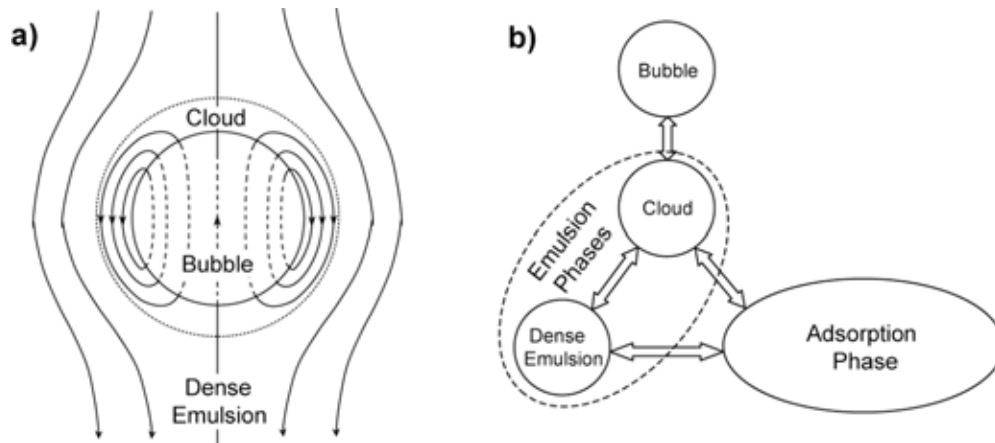 a)
Cloud
Bubble
Dense
Emulsion
b)
Bubble
Cloud
Emulsion
Phases
Dense
Emulsion
Adsorption
Phase